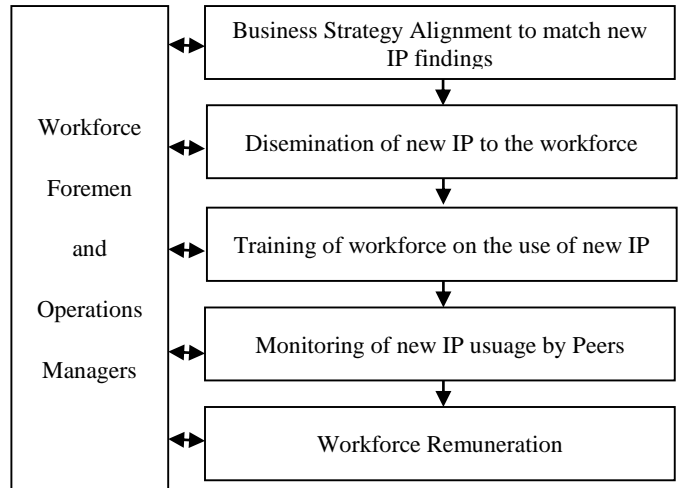 Workforce
Foremen
and
Operations
Managers
Business Strategy Alignment to match new
IP findings
Disemination of new IP to the workforce
Training of workforce on the use of new IP
Monitoring of new IP usuage by Peers
Workforce Remuneration